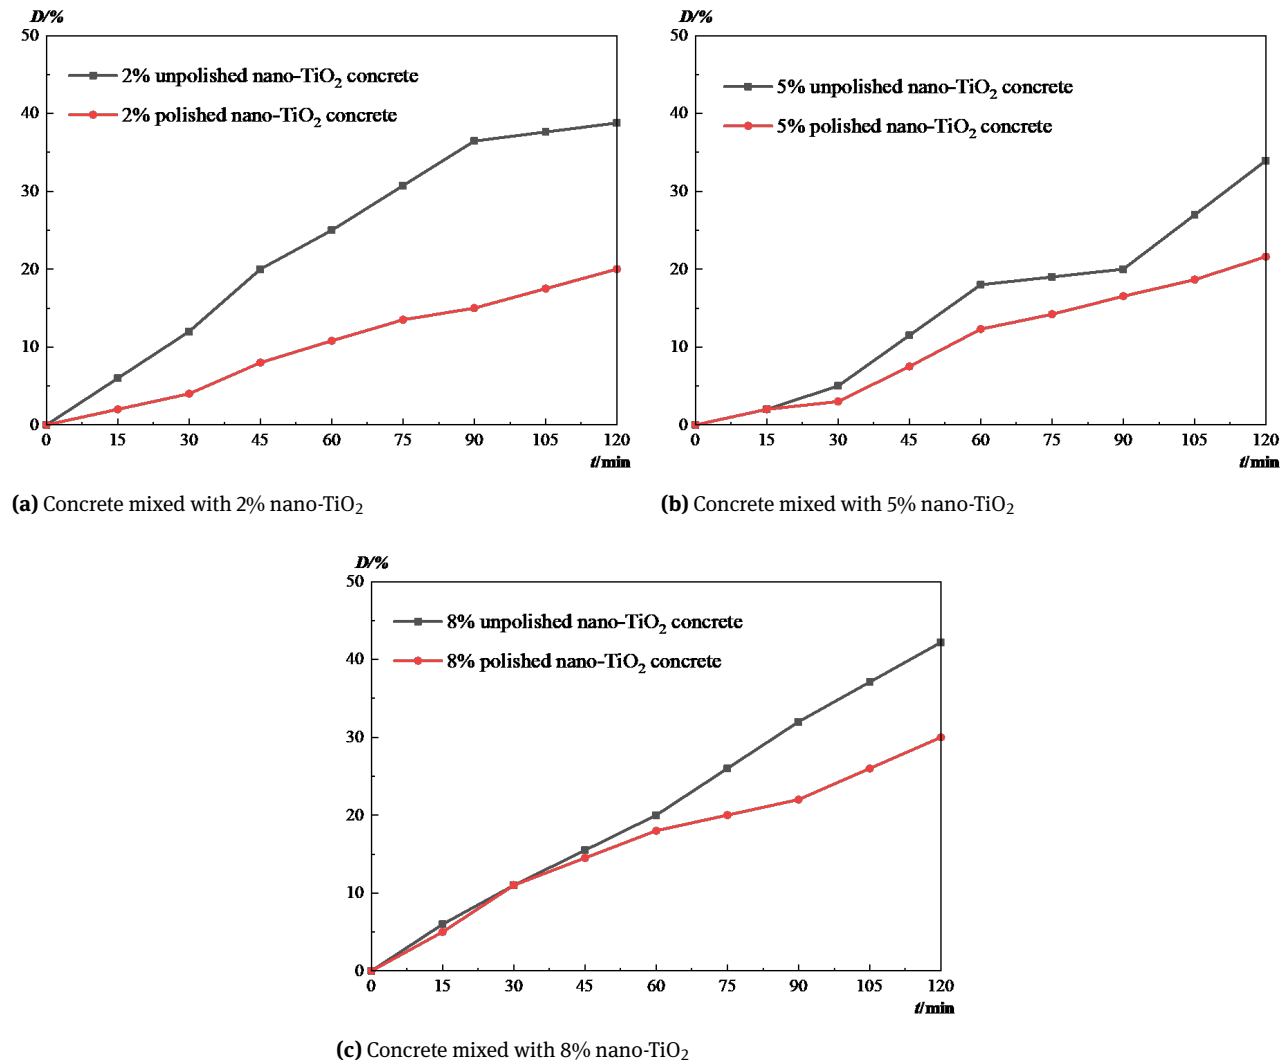 D/%
50
2% unpolished nano-TiO₂ concrete
40
2% polished nano-TiO₂ concrete
30
20
10
0
0 15 30 45 60 75 90 105 120
t/min
(a) Concrete mixed with 2% nano-TiO₂
D/%
50
5% unpolished nano-TiO₂ concrete
40
5% polished nano-TiO₂ concrete
30
20
10
0
0 15 30 45 60 75 90 105 120
t/min
(b) Concrete mixed with 5% nano-TiO₂
D/%
50
8% unpolished nano-TiO₂ concrete
40
8% polished nano-TiO₂ concrete
30
20
10
0
0 15 30 45 60 75 90 105 120
t/min
(c) Concrete mixed with 8% nano-TiO₂